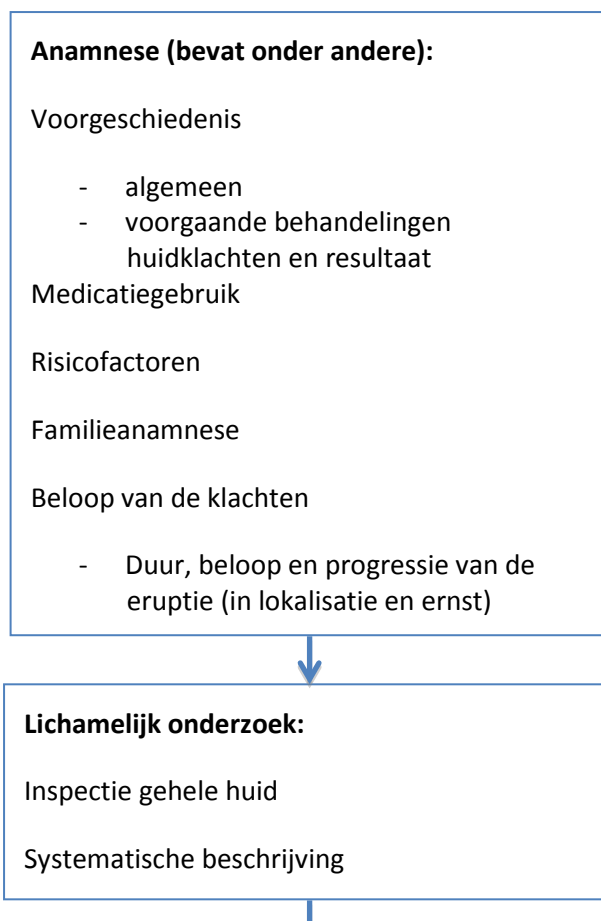 Anamnese (bevat onder andere):
Voorgeschiedenis
- algemeen
- voorgaande behandelingen
huidklachten en resultaat
Medicatiegebruik
Risicofactoren
Familieanamnese
Beloop van de klachten
- Duur, beloop en progressie van de
eruptie (in lokalisatie en ernst)
Lichamelijk onderzoek:
Inspectie gehele huid
Systematische beschrijving